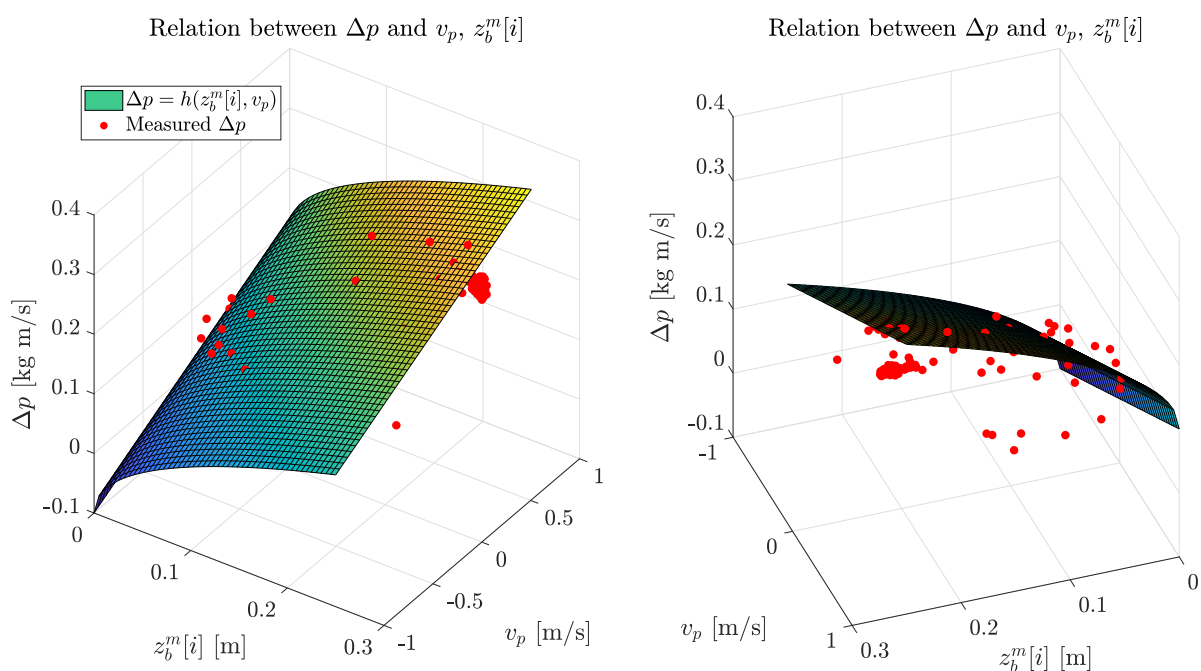 Relation between Δp and v_p, z_b^m[i]
Δp = h(z_b^m[i], v_p)
Measured Δp
Δp [kg m/s]
0.4
0.3
0.2
0.1
0
-0.1
0
0.1
0.2
0.3
z_b^m[i] [m]
-1
-0.5
0
0.5
1
v_p [m/s]
Relation between Δp and v_p, z_b^m[i]
Δp [kg m/s]
0.4
0.3
0.2
0.1
0
-0.1
-1
0
1
v_p [m/s]
0.3
0.2
0.1
0
z_b^m[i] [m]